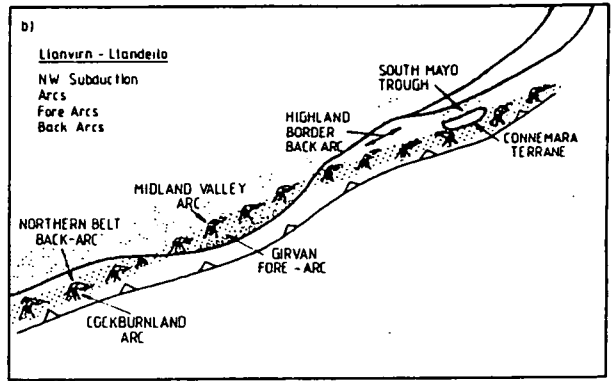 b)
Llanvirn - Llandeilo
NW Subduction
Arcs
Fore Arcs
Back Arcs
SOUTH MAYO
TROUGH
HIGHLAND
BORDER
BACK ARC
CONNEMARA
TERRANE
MIDLAND VALLEY
ARC
NORTHERN BELT
BACK-ARC
GIRVAN
FORE - ARC
COCKBURNLAND
ARC